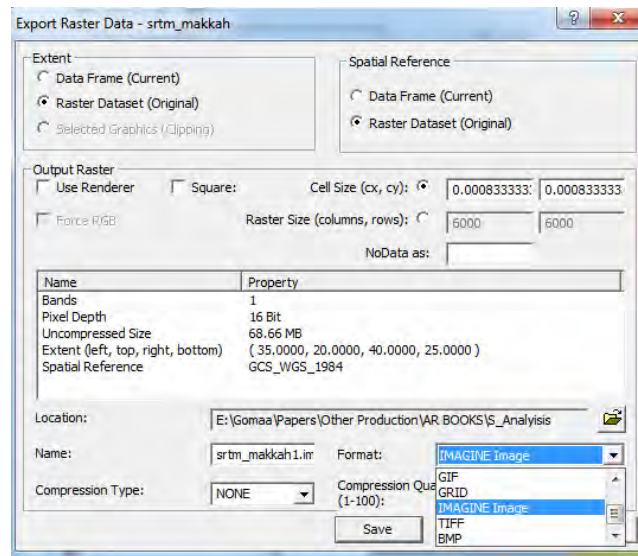 Export Raster Data - srtm_makkah
Extent
Data Frame (Current)
Raster Dataset (Original)
Selected Graphics (Clipping)
Spatial Reference
Data Frame (Current)
Raster Dataset (Original)
Output Raster
Use Renderer
Square:
Cell Size (cx, cy):
0.000833333:
0.000833333
Force RGB
Raster Size (columns, rows):
6000
6000
NoData as:
Name Property
Bands 1
Pixel Depth 16 Bit
Uncompressed Size 68.66 MB
Extent (left, top, right, bottom) ( 35.0000, 20.0000, 40.0000, 25.0000 )
Spatial Reference GCS_WGS_1984
Location:
E:\Gomaa\Papers\Other Production\AR BOOKS\S_Analyisis
Name:
srtm_makkah1.im
Format:
IMAGINE Image
GIF
GRID
IMAGINE Image
TIFF
BMP
Compression Type:
NONE
Compression Qua
(1-100):
Save